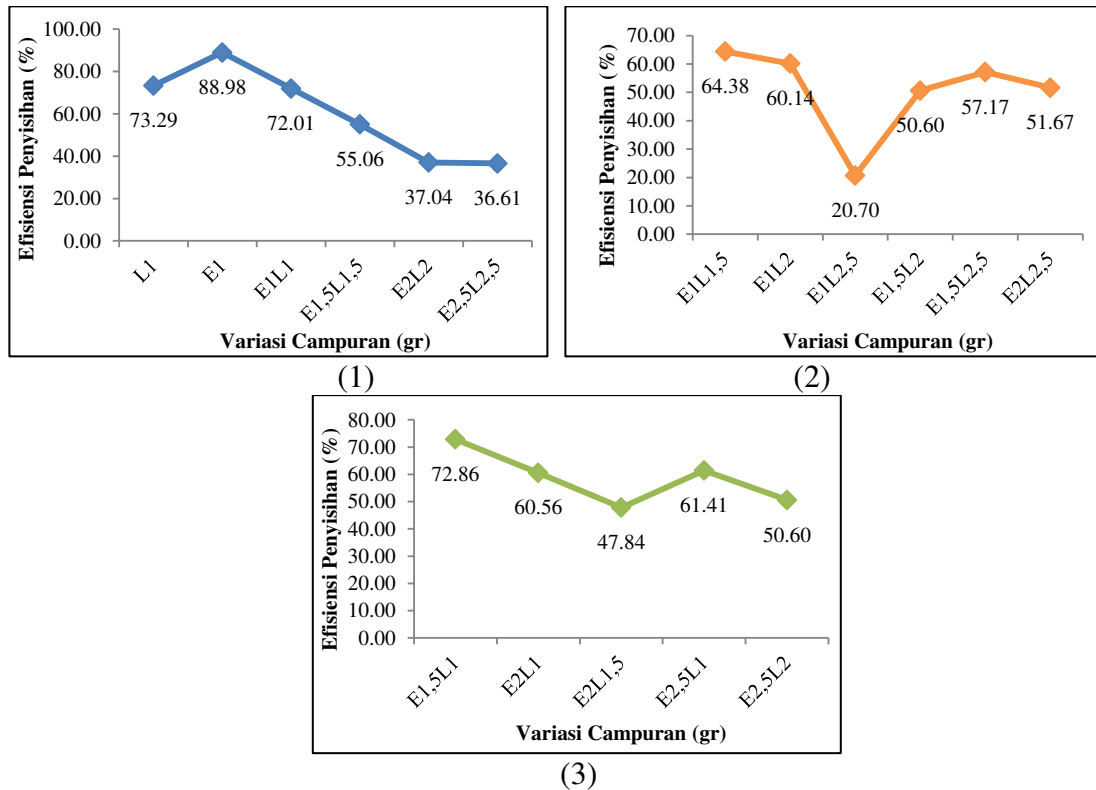 Efisiensi Penyisihan (%)
100.00
80.00
60.00
40.00
20.00
0.00
73.29
88.98
72.01
55.06
37.04
36.61
L1
E1
E1L1
E1,5L1,5
E2L2
E2,5L2,5
Variasi Campuran (gr)
(1)
Efisiensi Penyisihan (%)
70.00
60.00
50.00
40.00
30.00
20.00
10.00
0.00
64.38
60.14
20.70
50.60
57.17
51.67
E1L1,5
E1L2
E1L2,5
E1,5L2
E1,5L2,5
E2L2,5
Variasi Campuran (gr)
(2)
Efisiensi Penyisihan (%)
80.00
70.00
60.00
50.00
40.00
30.00
20.00
10.00
0.00
72.86
60.56
47.84
61.41
50.60
E1,5L1
E2L1
E2L1,5
E2,5L1
E2,5L2
Variasi Campuran (gr)
(3)